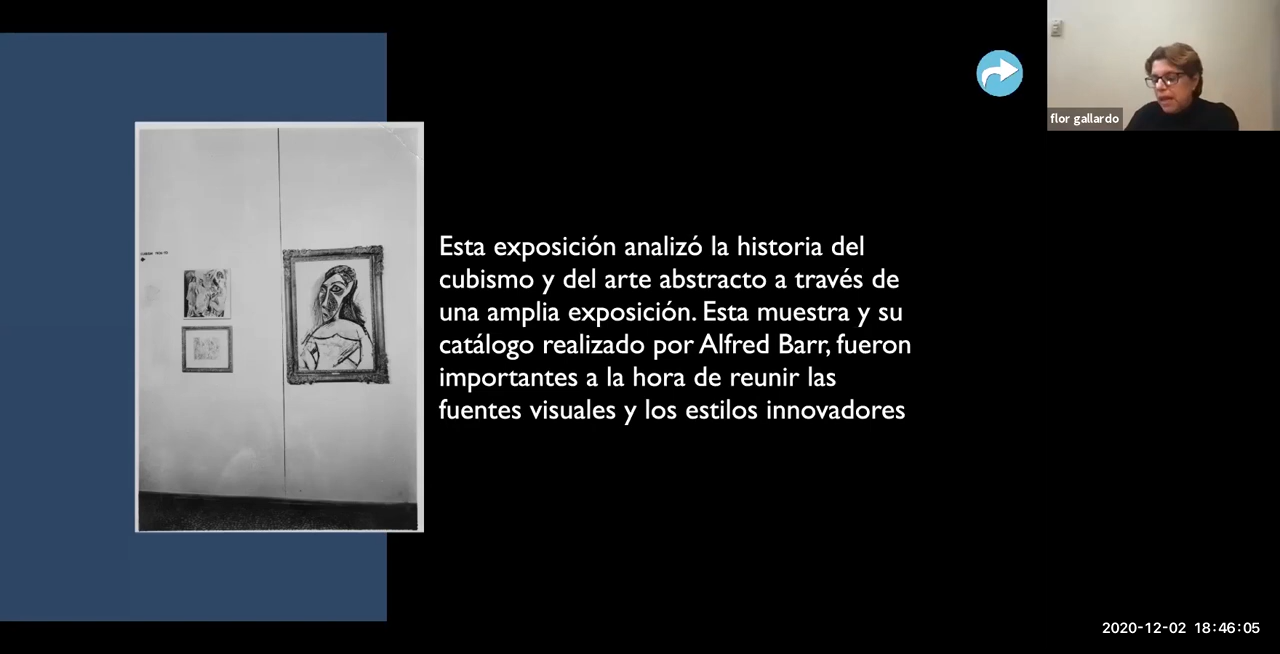 flor gallardo
Esta exposición analizó la historia del
cubismo y del arte abstracto a través de
una amplia exposición. Esta muestra y su
catálogo realizado por Alfred Barr, fueron
importantes a la hora de reunir las
fuentes visuales y los estilos innovadores
2020-12-02 18:46:05